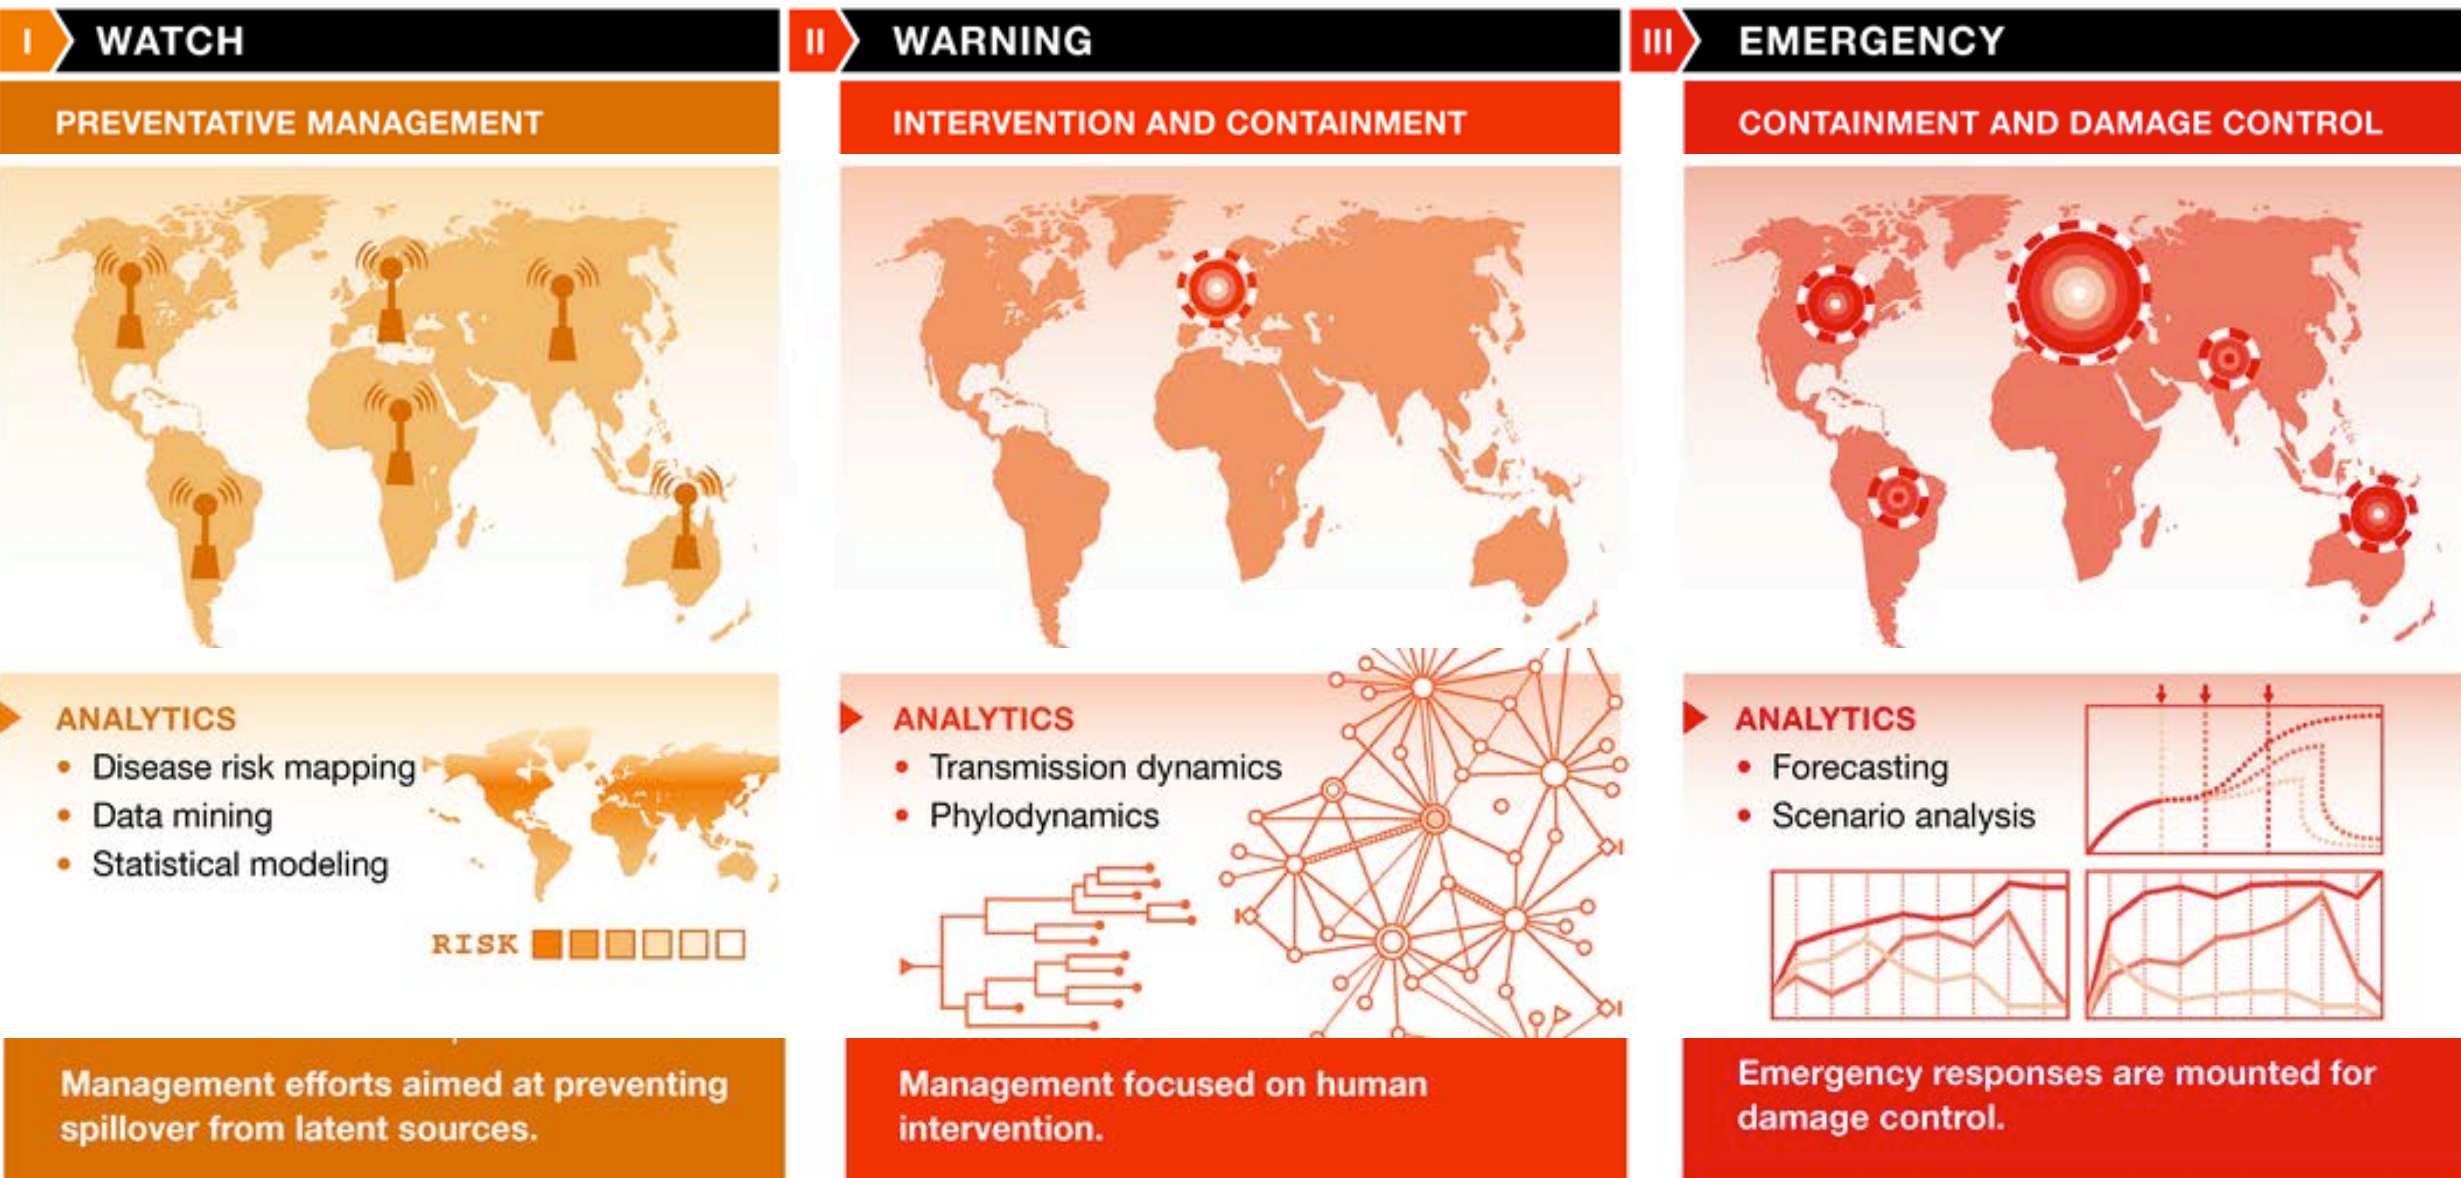 I WATCH
PREVENTATIVE MANAGEMENT
ANALYTICS
• Disease risk mapping
• Data mining
• Statistical modeling
RISK
Management efforts aimed at preventing
spillover from latent sources.
II WARNING
INTERVENTION AND CONTAINMENT
ANALYTICS
• Transmission dynamics
• Phylodynamics
Management focused on human
intervention.
III EMERGENCY
CONTAINMENT AND DAMAGE CONTROL
ANALYTICS
• Forecasting
• Scenario analysis
Emergency responses are mounted for
damage control.